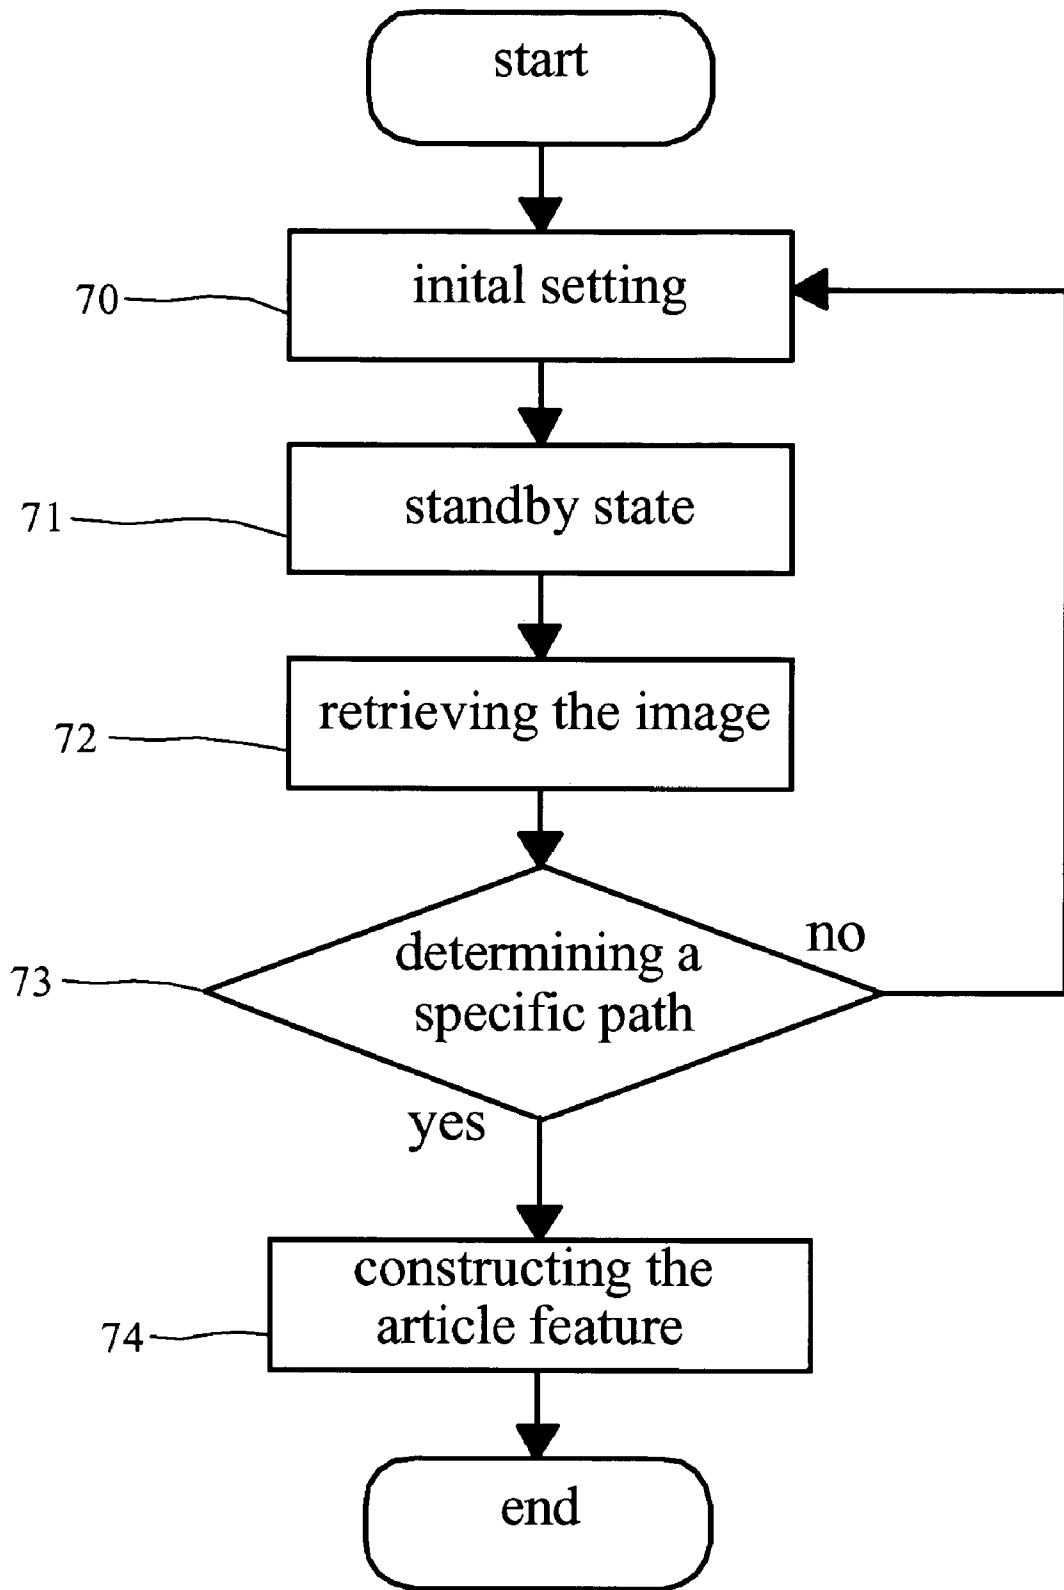 start
70
inital setting
71
standby state
72
retrieving the image
73
determining a
specific path
no
yes
74
constructing the
article feature
end